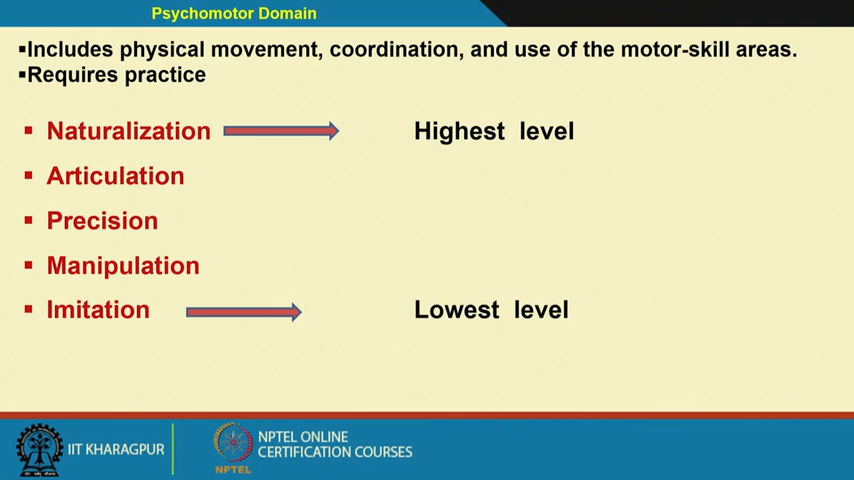 Psychomotor Domain
▪Includes physical movement, coordination, and use of the motor-skill areas.
▪Requires practice
▪ Naturalization Highest level
▪ Articulation
▪ Precision
▪ Manipulation
▪ Imitation Lowest level
IIT KHARAGPUR
NPTEL
NPTEL ONLINE
CERTIFICATION COURSES